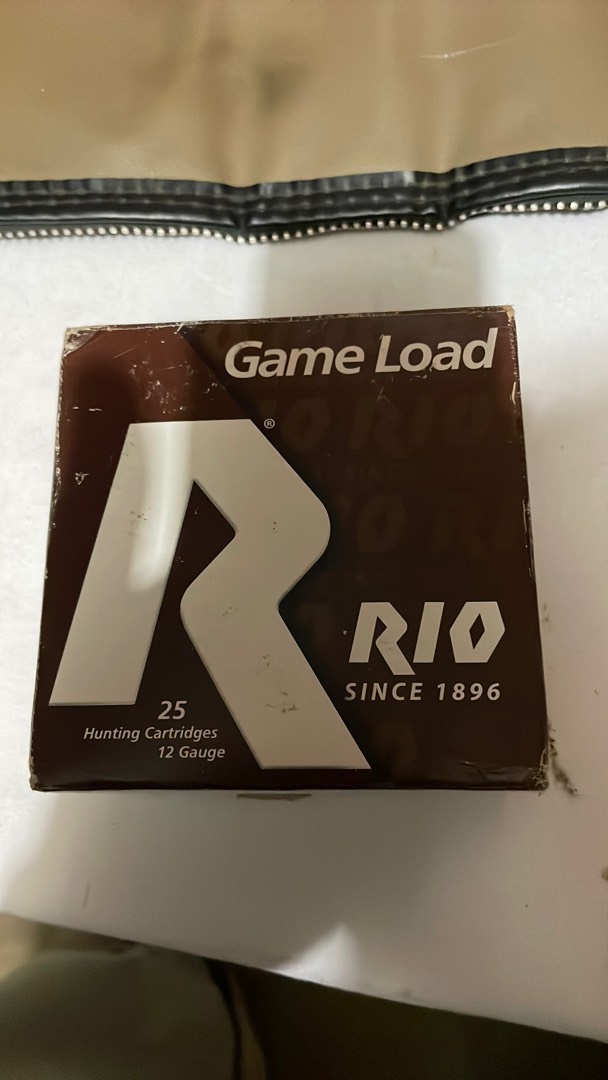 Game Load
®
RIO
SINCE 1896
25
Hunting Cartridges
12 Gauge